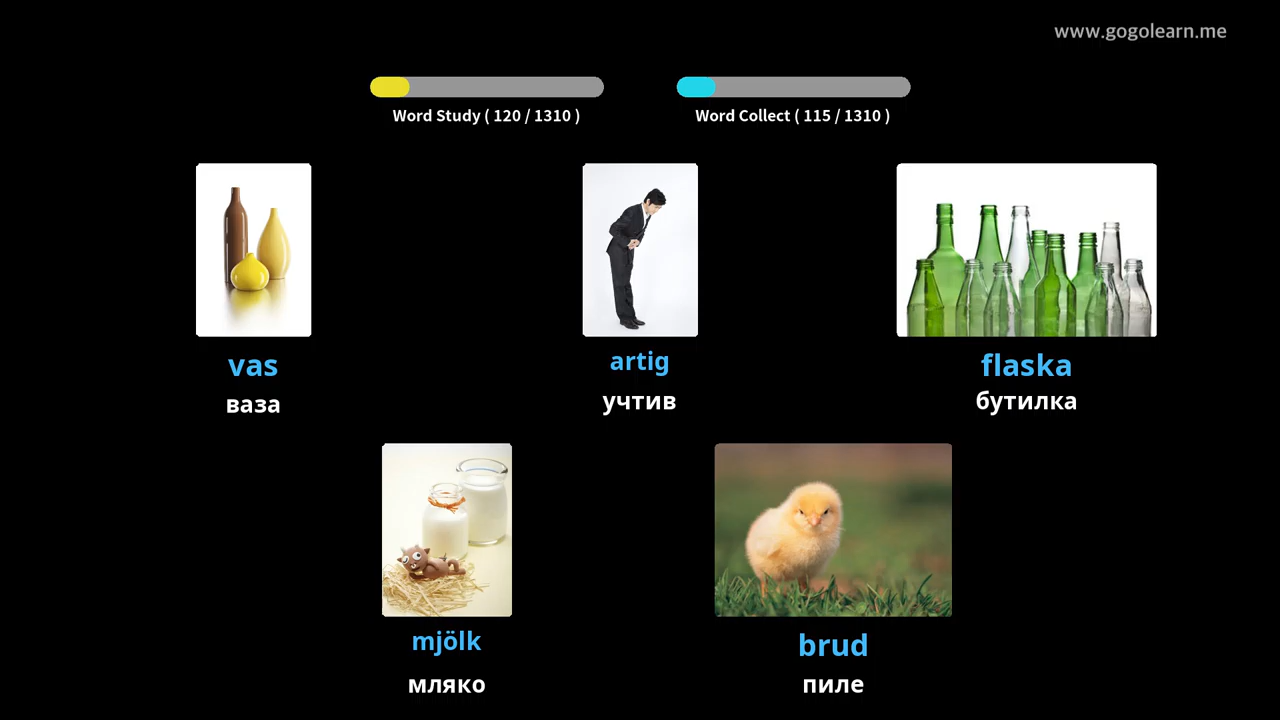 www.gogolearn.me
Word Study ( 120 / 1310 )
Word Collect ( 115 / 1310 )
vas
ваза
artig
учтив
flaska
бутилка
mjölk
мляко
brud
пиле